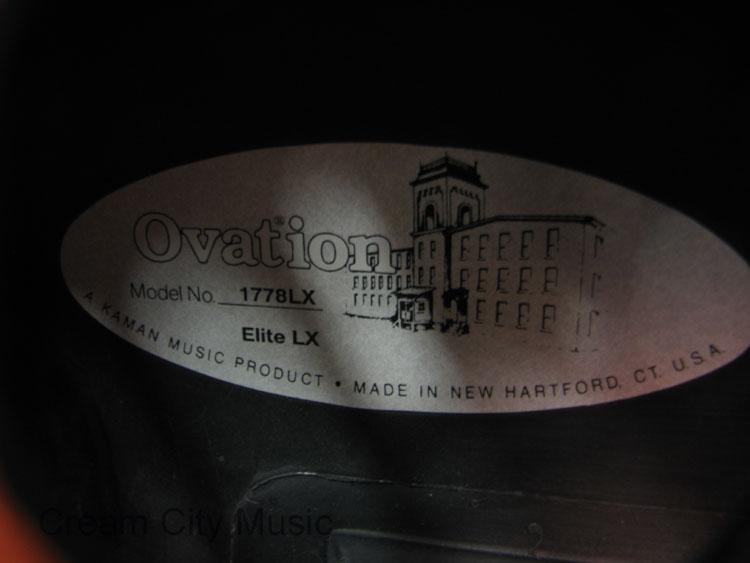 Ovation®
Model No. 1778LX
Elite LX
A KAMAN MUSIC PRODUCT • MADE IN NEW HARTFORD, CT. U.S.A.
Cream City Music